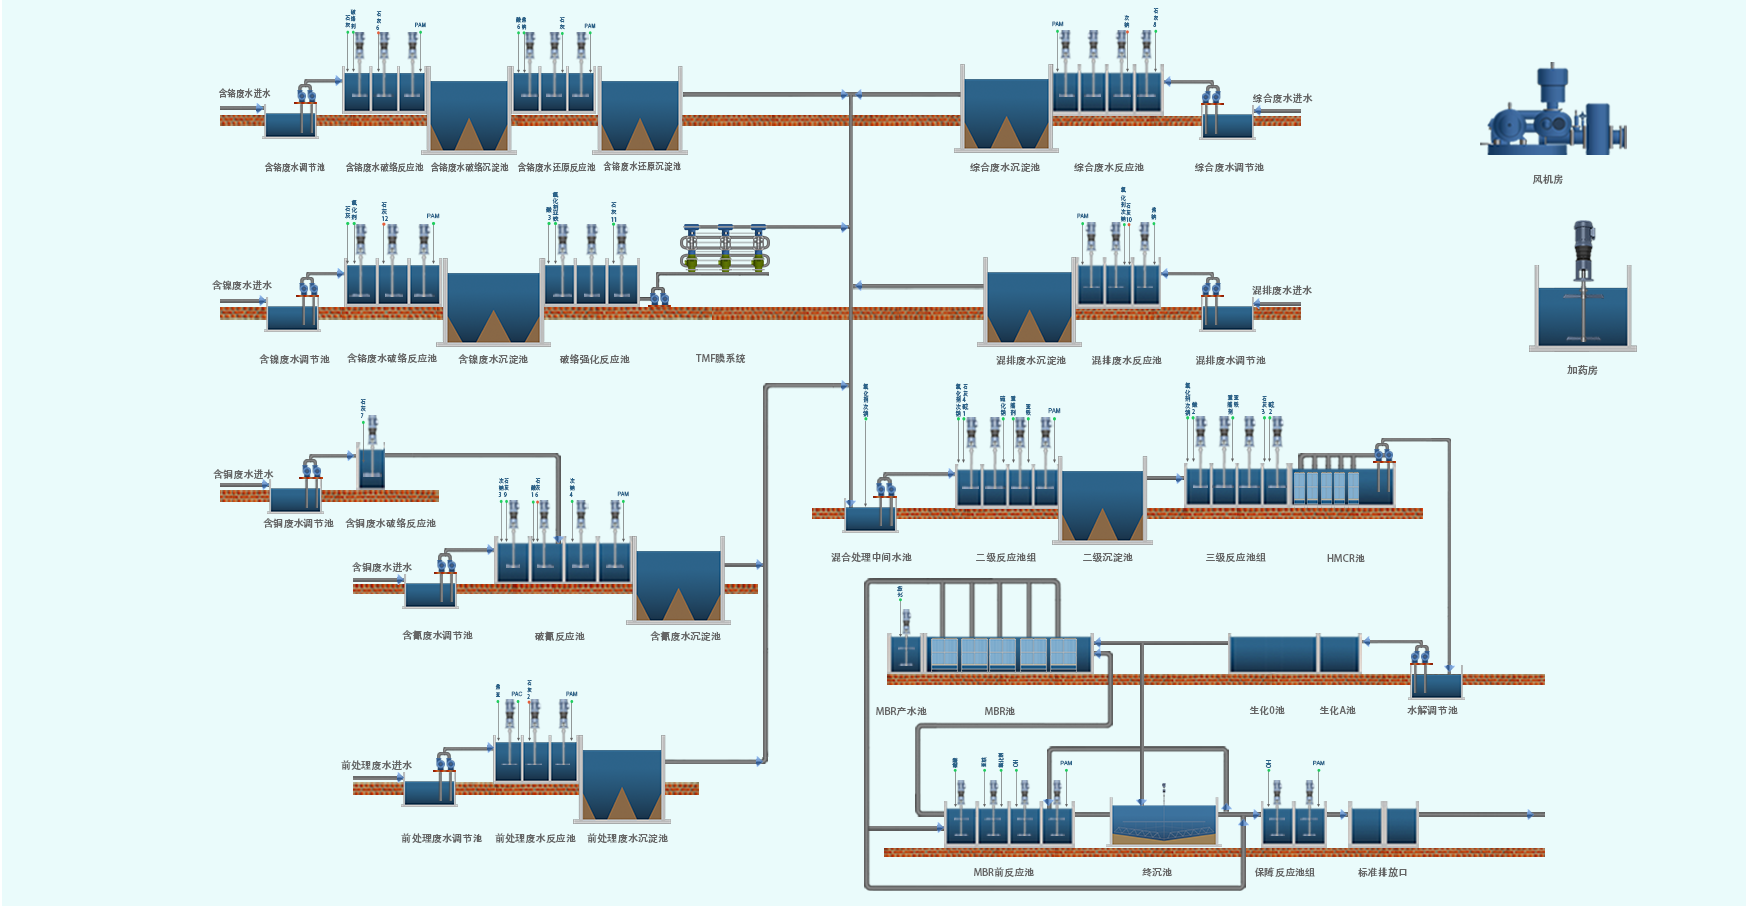 PAM
PAM
PAM
含铬废水进水
综合废水进水
含铬废水调节池
含铬废水破络反应池
含铬废水破络沉淀池
含铬废水还原反应池
含铬废水还原沉淀池
综合废水沉淀池
综合废水反应池
综合废水调节池
风机房
PAM
PAM
含镍废水进水
混排废水进水
含镍废水调节池
含铬废水破络反应池
含镍废水沉淀池
破络强化反应池
TMF膜系统
混排废水沉淀池
混排废水反应池
混排废水调节池
加药房
石灰7
PAM
含铜废水进水
含铜废水调节池
含铜废水破络反应池
次钠4
PAM
混合处理中间水池
二级反应池组
二级沉淀池
三级反应池组
HMCR池
含铜废水进水
含氰废水调节池
破氰反应池
含氰废水沉淀池
PAC
石灰2
PAM
MBR产水池
MBR池
生化O池
生化A池
水解调节池
前处理废水进水
PAM
PAM
前处理废水调节池
前处理废水反应池
前处理废水沉淀池
MBR前反应池
终沉池
保障反应池组
标准排放口